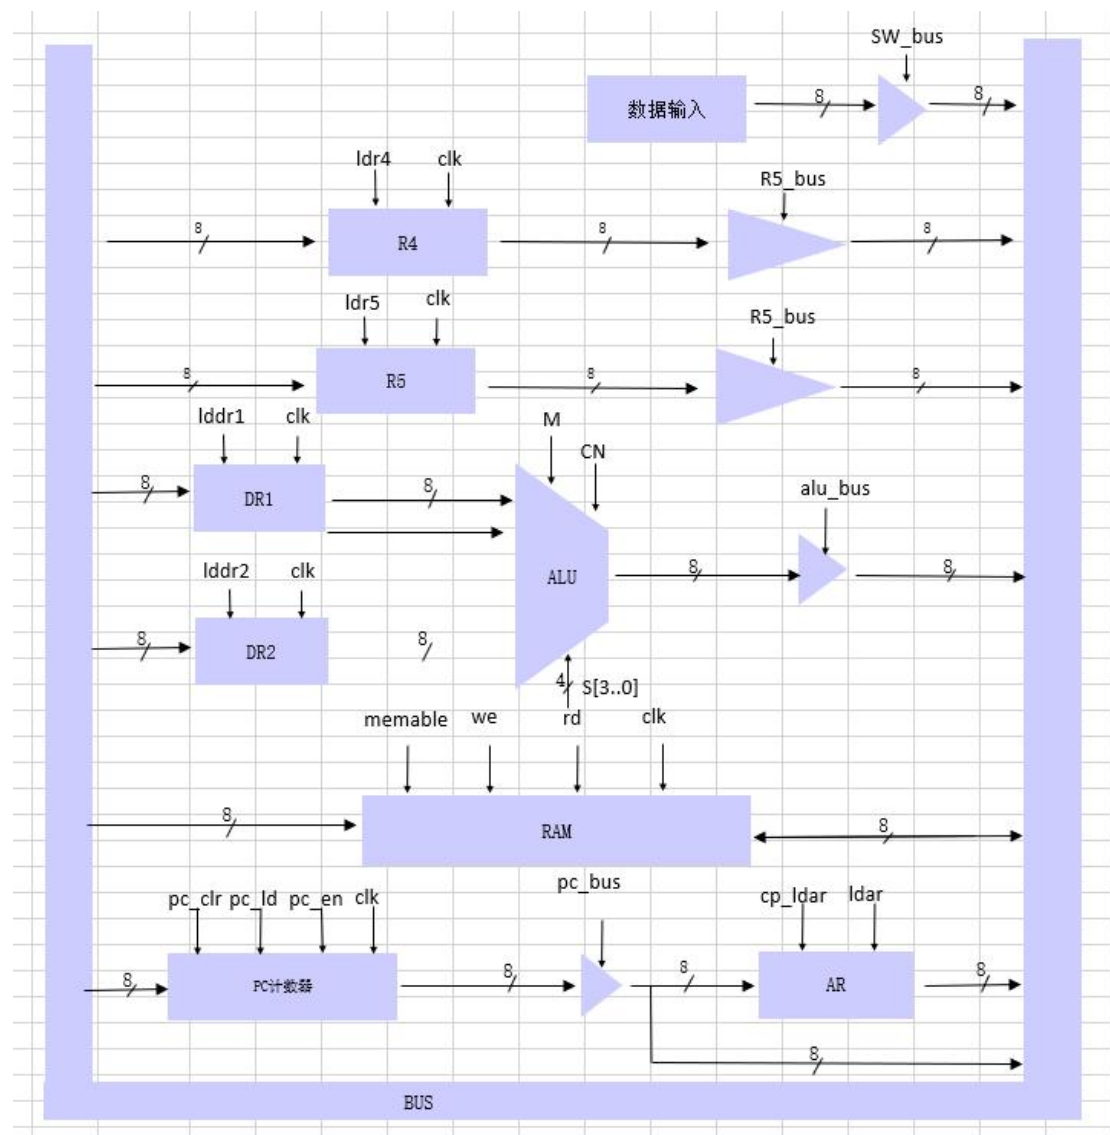 SW_bus
数据输入
8
8
ldr4
clk
R5_bus
8
R4
8
8
ldr5
clk
R5_bus
8
R5
8
8
lddr1
clk
M
CN
8
DR1
8
alu_bus
lddr2
clk
ALU
8
8
8
DR2
8
4
S[3..0]
memable
we
rd
clk
8
RAM
8
pc_clr
pc_ld
pc_en
clk
pc_bus
cp_ldar
ldar
8
PC计数器
8
8
AR
8
8
BUS